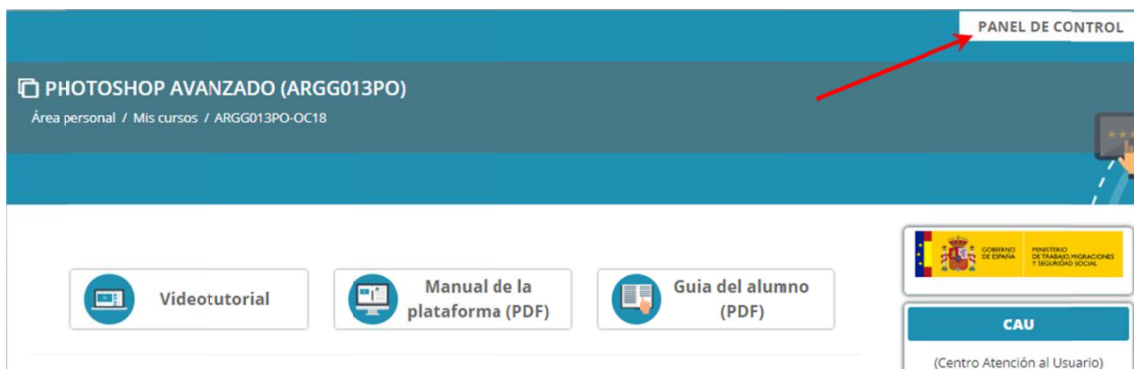 PANEL DE CONTROL
PHOTOSHOP AVANZADO (ARGG013PO)
Área personal / Mis cursos / ARGG013PO-OC18
Videotutorial
Manual de la
plataforma (PDF)
Guia del alumno
(PDF)
GOBIERNO
DE ESPAÑA
MINISTERIO
DE TRABAJO, MIGRACIONES
Y SEGURIDAD SOCIAL
CAU
(Centro Atención al Usuario)